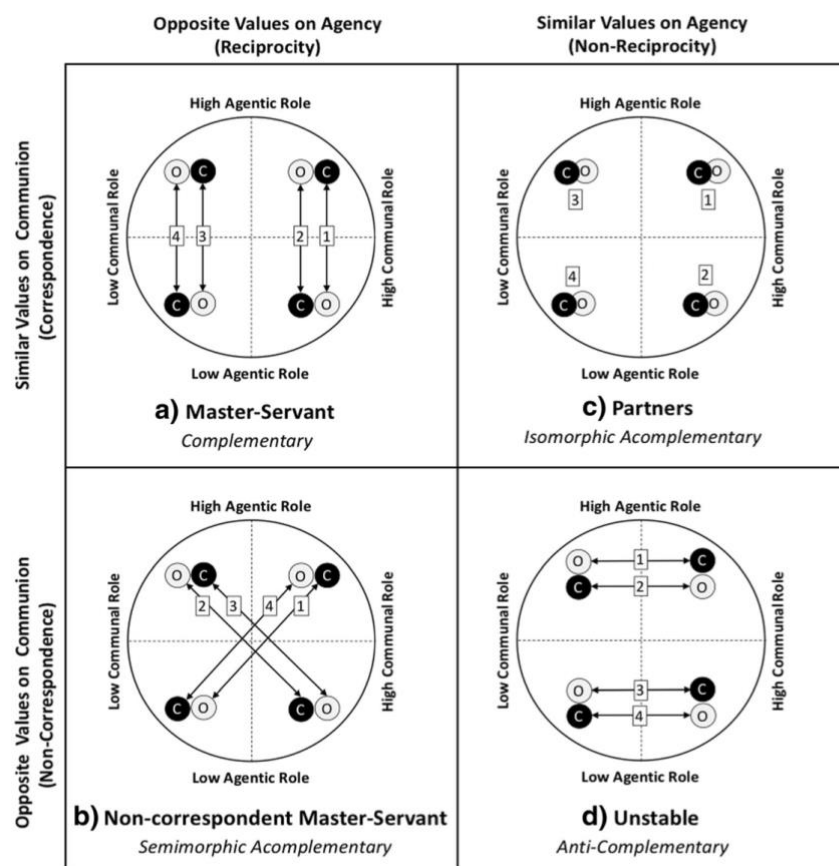 Opposite Values on Agency
(Reciprocity)
Similar Values on Agency
(Non-Reciprocity)
Similar Values on Communion
(Correspondence)
High Agentic Role
Low Communal Role
High Communal Role
O C O C
4 3 2 1
C O C O
Low Agentic Role
a) Master-Servant
Complementary
High Agentic Role
Low Communal Role
High Communal Role
C O C O
3 1
4 2
C O C O
Low Agentic Role
c) Partners
Isomorphic Acomplementary
Opposite Values on Communion
(Non-Correspondence)
High Agentic Role
Low Communal Role
High Communal Role
O C O C
2 3 4 1
C O C O
Low Agentic Role
b) Non-correspondent Master-Servant
Semimorphic Acomplementary
High Agentic Role
Low Communal Role
High Communal Role
O 1 C
C 2 O
O 3 C
C 4 O
Low Agentic Role
d) Unstable
Anti-Complementary